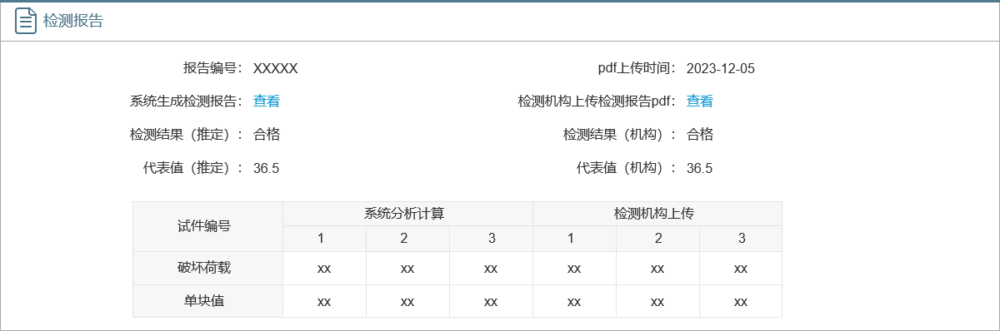 检测报告
报告编号： XXXXX pdf上传时间： 2023-12-05
系统生成检测报告： 查看 检测机构上传检测报告pdf： 查看
检测结果（推定）： 合格 检测结果（机构）： 合格
代表值（推定）： 36.5 代表值（机构）： 36.5
试件编号 系统分析计算 检测机构上传
1 2 3 1 2 3
破坏荷载 xx xx xx xx xx xx
单块值 xx xx xx xx xx xx